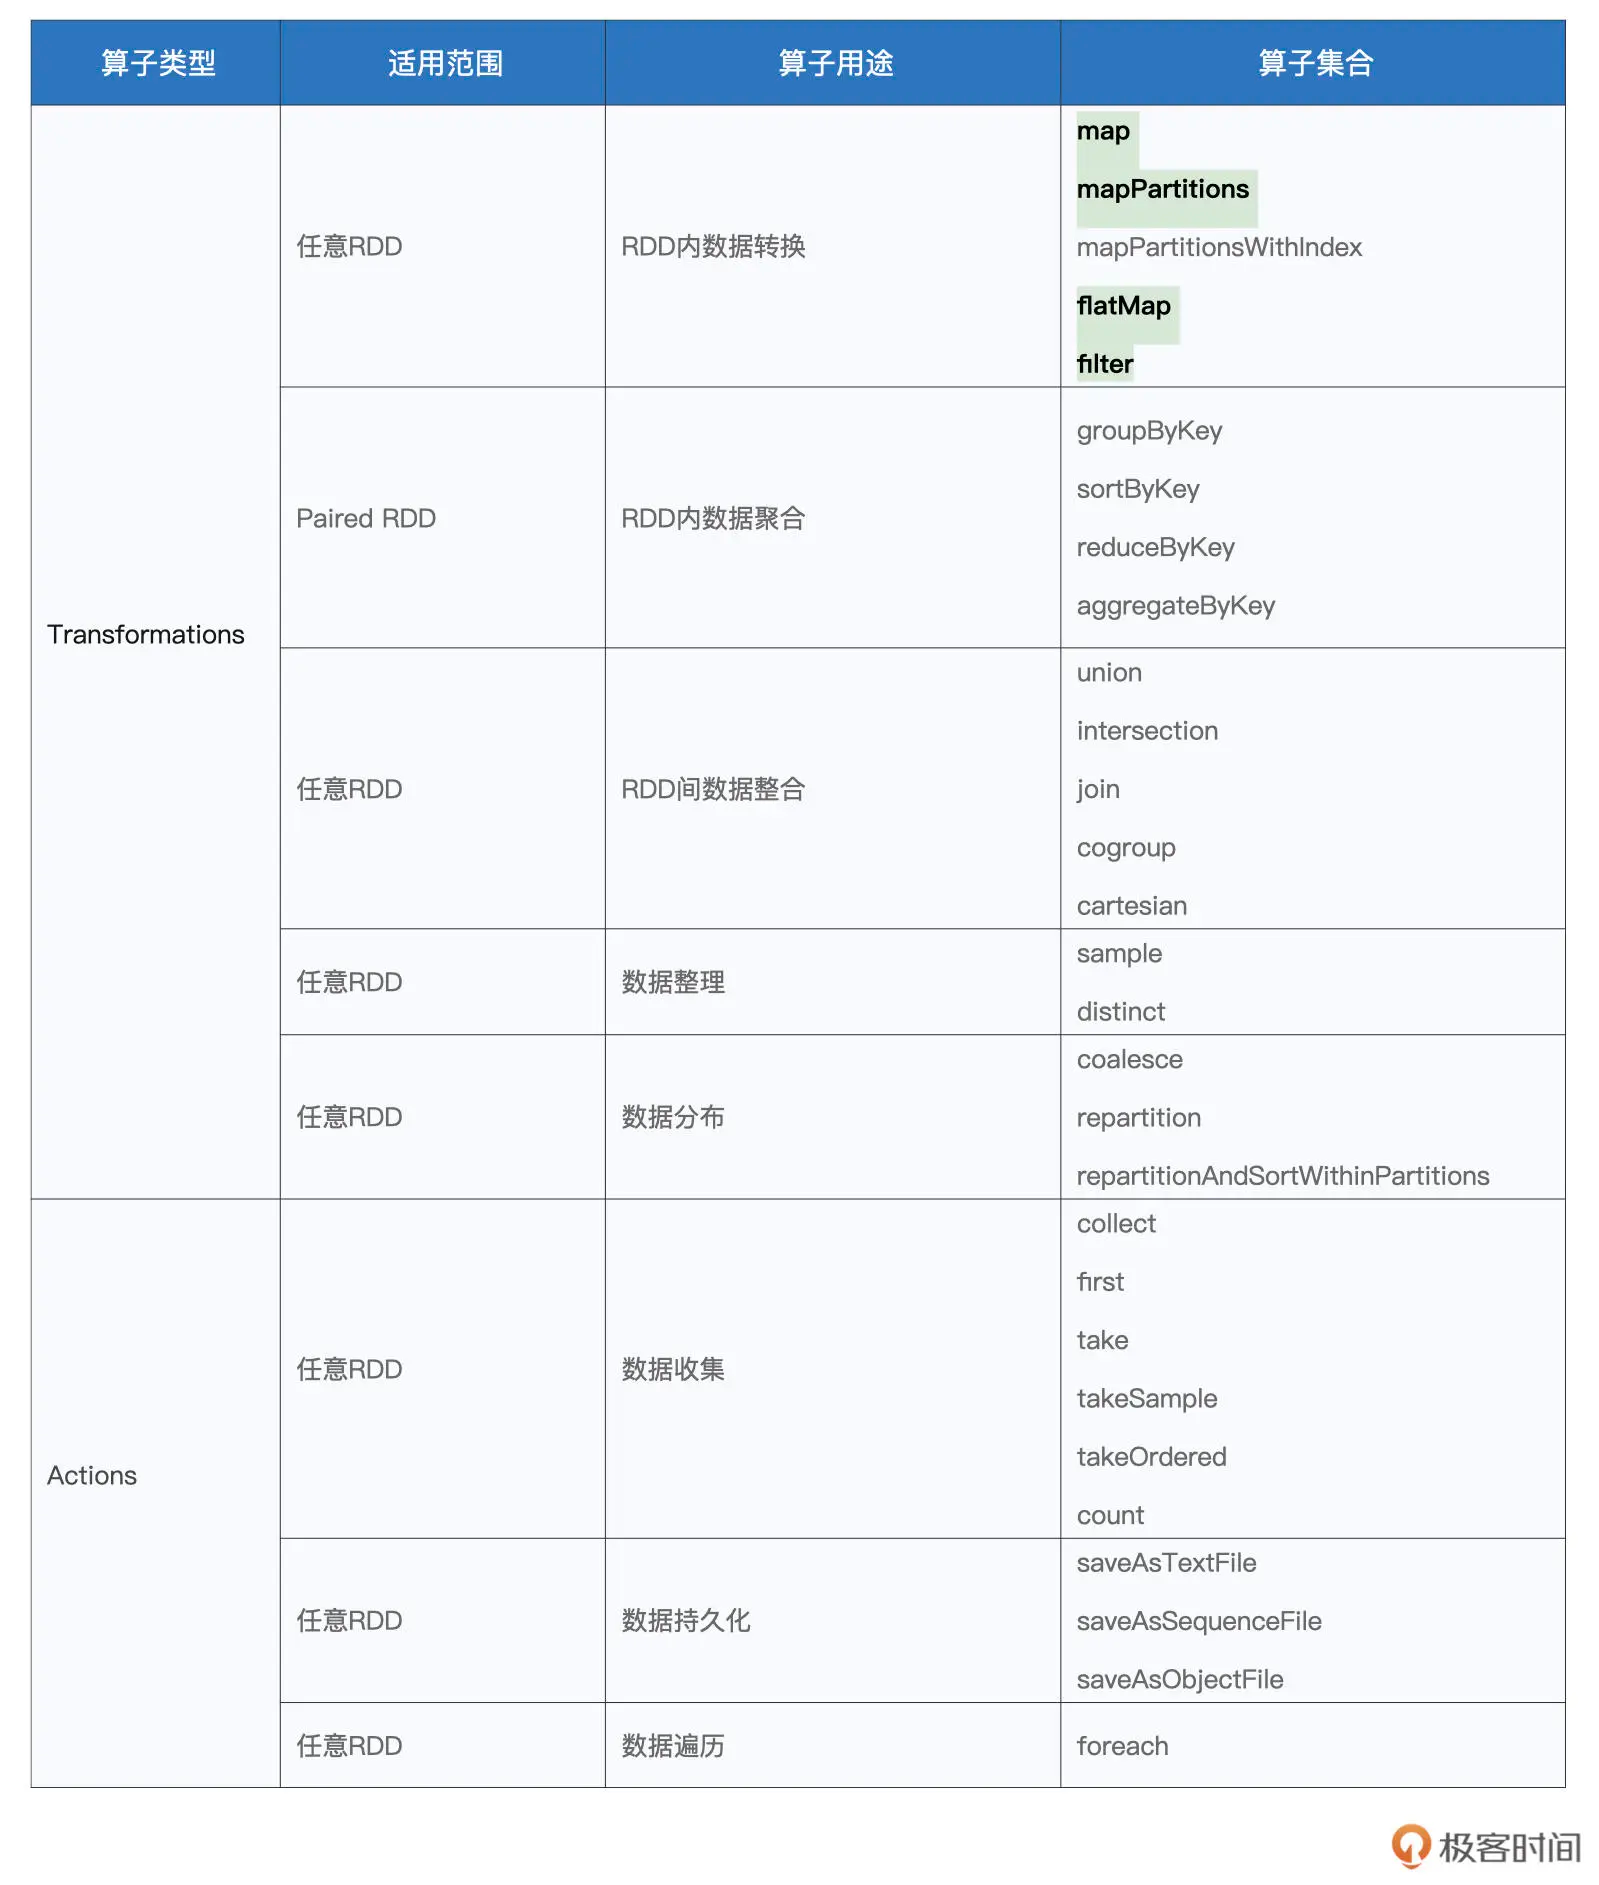 算子类型 适用范围 算子用途 算子集合
Transformations
任意RDD
RDD内数据转换
map
mapPartitions
mapPartitionsWithIndex
flatMap
filter
Paired RDD
RDD内数据聚合
groupByKey
sortByKey
reduceByKey
aggregateByKey
任意RDD
RDD间数据整合
union
intersection
join
cogroup
cartesian
任意RDD
数据整理
sample
distinct
任意RDD
数据分布
coalesce
repartition
repartitionAndSortWithinPartitions
Actions
任意RDD
数据收集
collect
first
take
takeSample
takeOrdered
count
任意RDD
数据持久化
saveAsTextFile
saveAsSequenceFile
saveAsObjectFile
任意RDD
数据遍历
foreach
极客时间